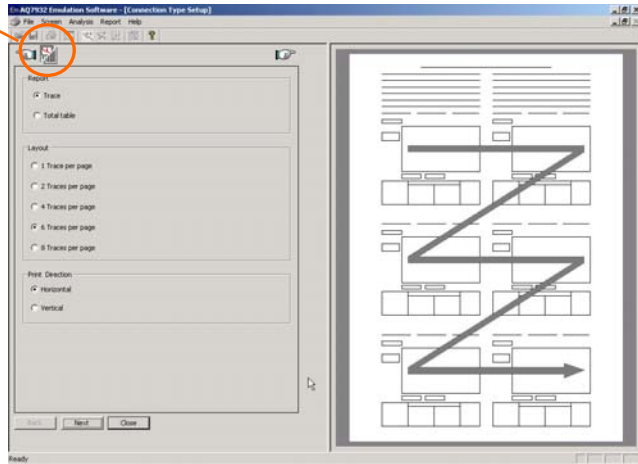 AQ7932 Emulation Software - [Connection Type Setup]
File Screen Analysis Report Help
Report
Trace
Total table
Layout
1 Trace per page
2 Traces per page
4 Traces per page
6 Traces per page
8 Traces per page
Print Direction
Horizontal
Vertical
Back Next Close
Ready